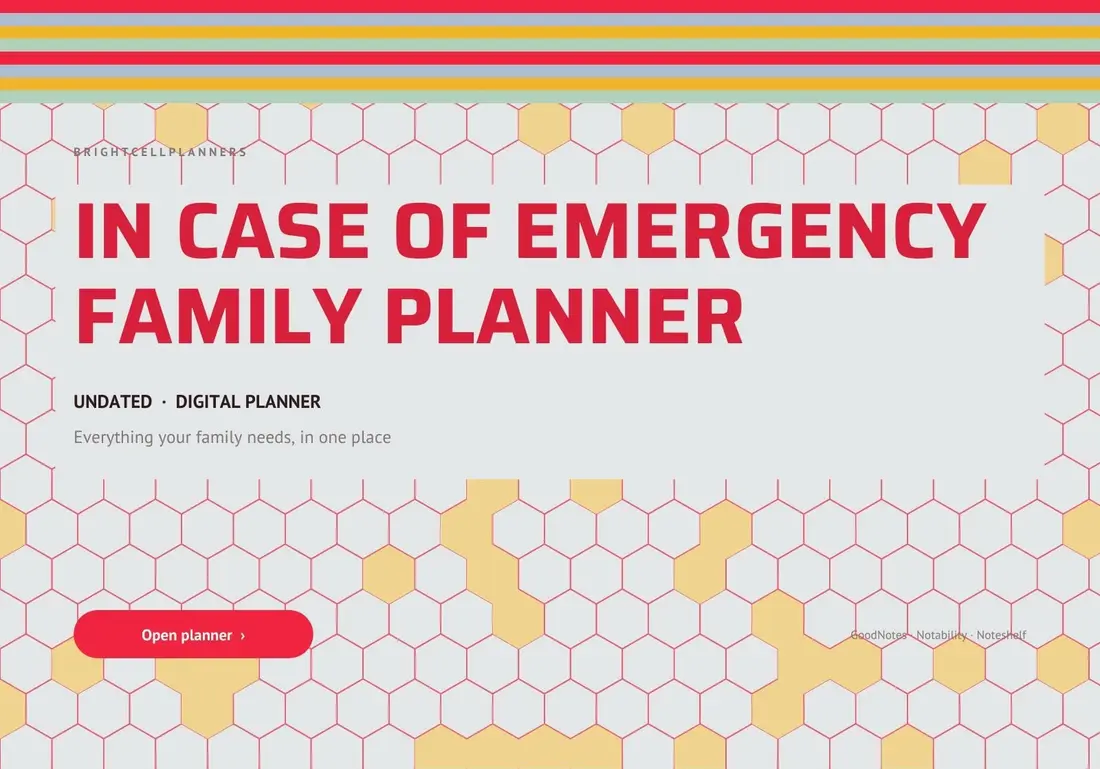 BRIGHTCELLPLANNERS
IN CASE OF EMERGENCY
FAMILY PLANNER
UNDATED · DIGITAL PLANNER
Everything your family needs, in one place
Open planner ›
GoodNotes · Notability · Noteshelf